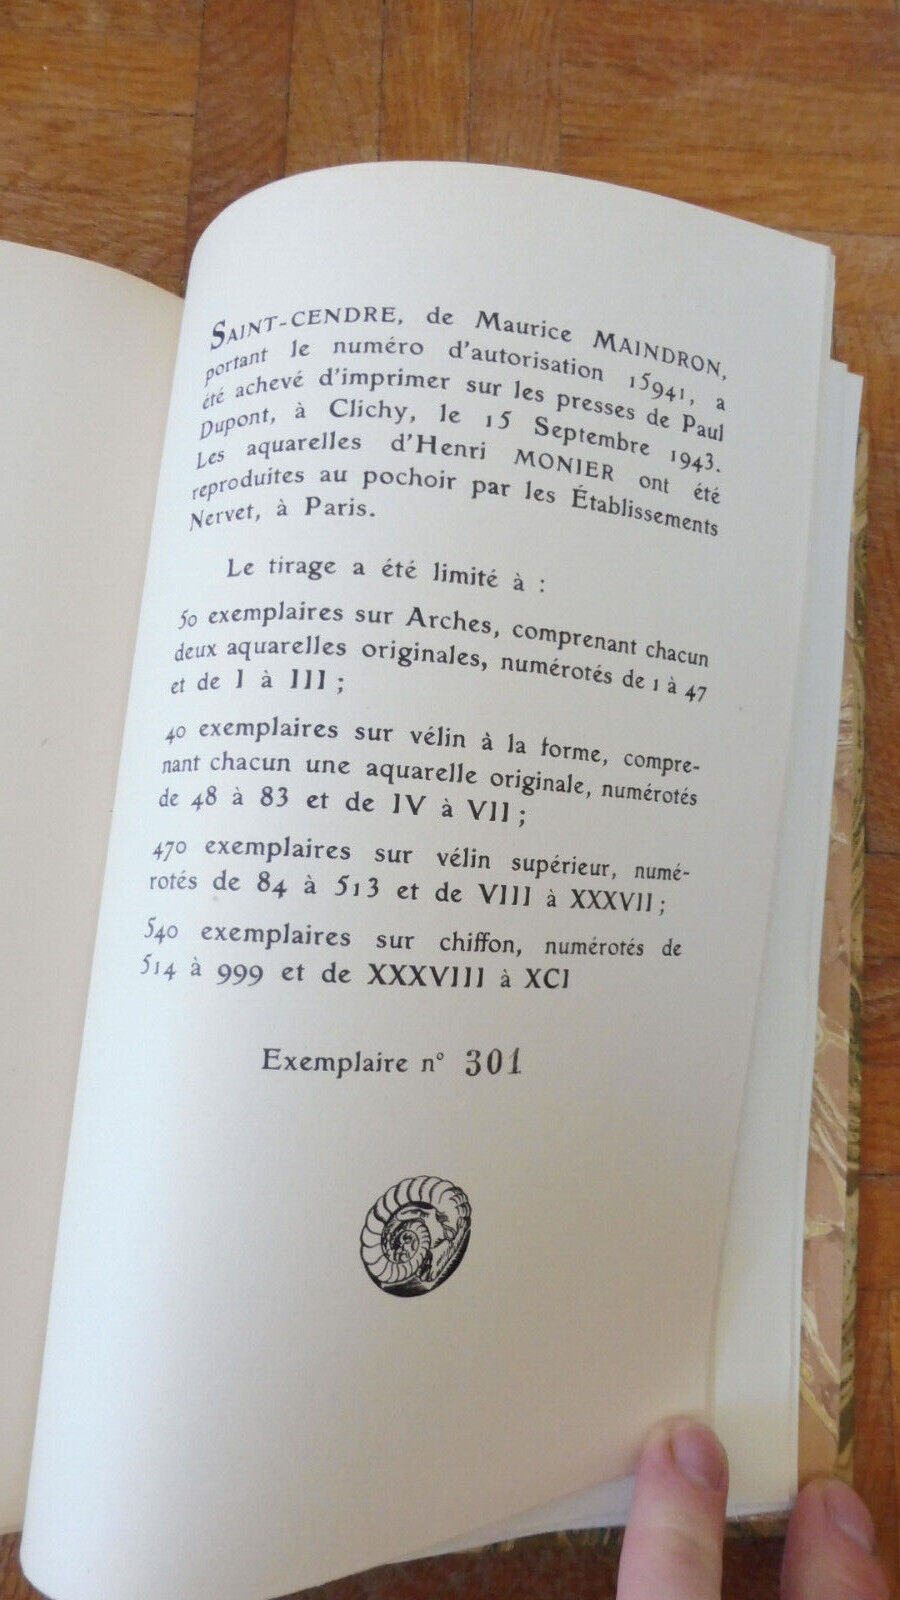 SAINT-CENDRE, de Maurice MAINDRON,
portant le numéro d'autorisation 15941, a
été achevé d'imprimer sur les presses de Paul
Dupont, à Clichy, le 15 Septembre 1943.
Les aquarelles d'Henri MONIER ont été
reproduites au pochoir par les Établissements
Nervet, à Paris.
Le tirage a été limité à :
50 exemplaires sur Arches, comprenant chacun
deux aquarelles originales, numérotés de 1 à 47
et de I à III ;
40 exemplaires sur vélin à la forme, compre-
nant chacun une aquarelle originale, numérotés
de 48 à 83 et de IV à VII ;
470 exemplaires sur vélin supérieur, numé-
rotés de 84 à 513 et de VIII à XXXVII ;
540 exemplaires sur chiffon, numérotés de
514 à 999 et de XXXVIII à XCI
Exemplaire n° 301